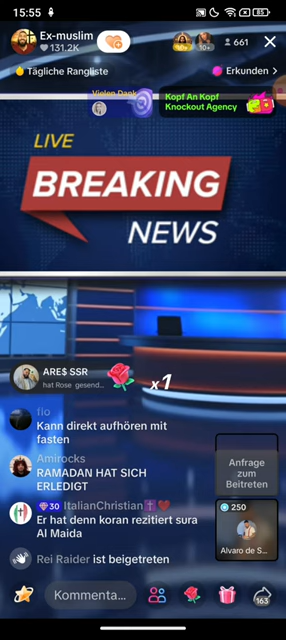 15:55
85
Ex-muslim
131.2K
10+
661
Tägliche Rangliste
Erkunden >
Vielen Dank
Kopf An Kopf
Knockout Agency
LIVE
BREAKING
NEWS
ARE$ SSR
hat Rose gesend...
x1
flo
Kann direkt aufhören mit
fasten
Amirocks
RAMADAN HAT SICH
ERLEDIGT
30 ItalianChristian✝️❤️
Er hat denn koran rezitiert sura
Al Maida
Rei Raider ist beigetreten
Anfrage
zum
Beitreten
250
Alvaro de S...
Kommenta...
163